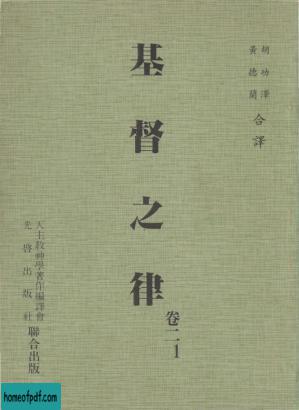 胡功澤
黃德蘭
合譯
基督之律
卷二1
天主教神學著作編譯會
光啓出版社
聯合出版
homeofpdf.com